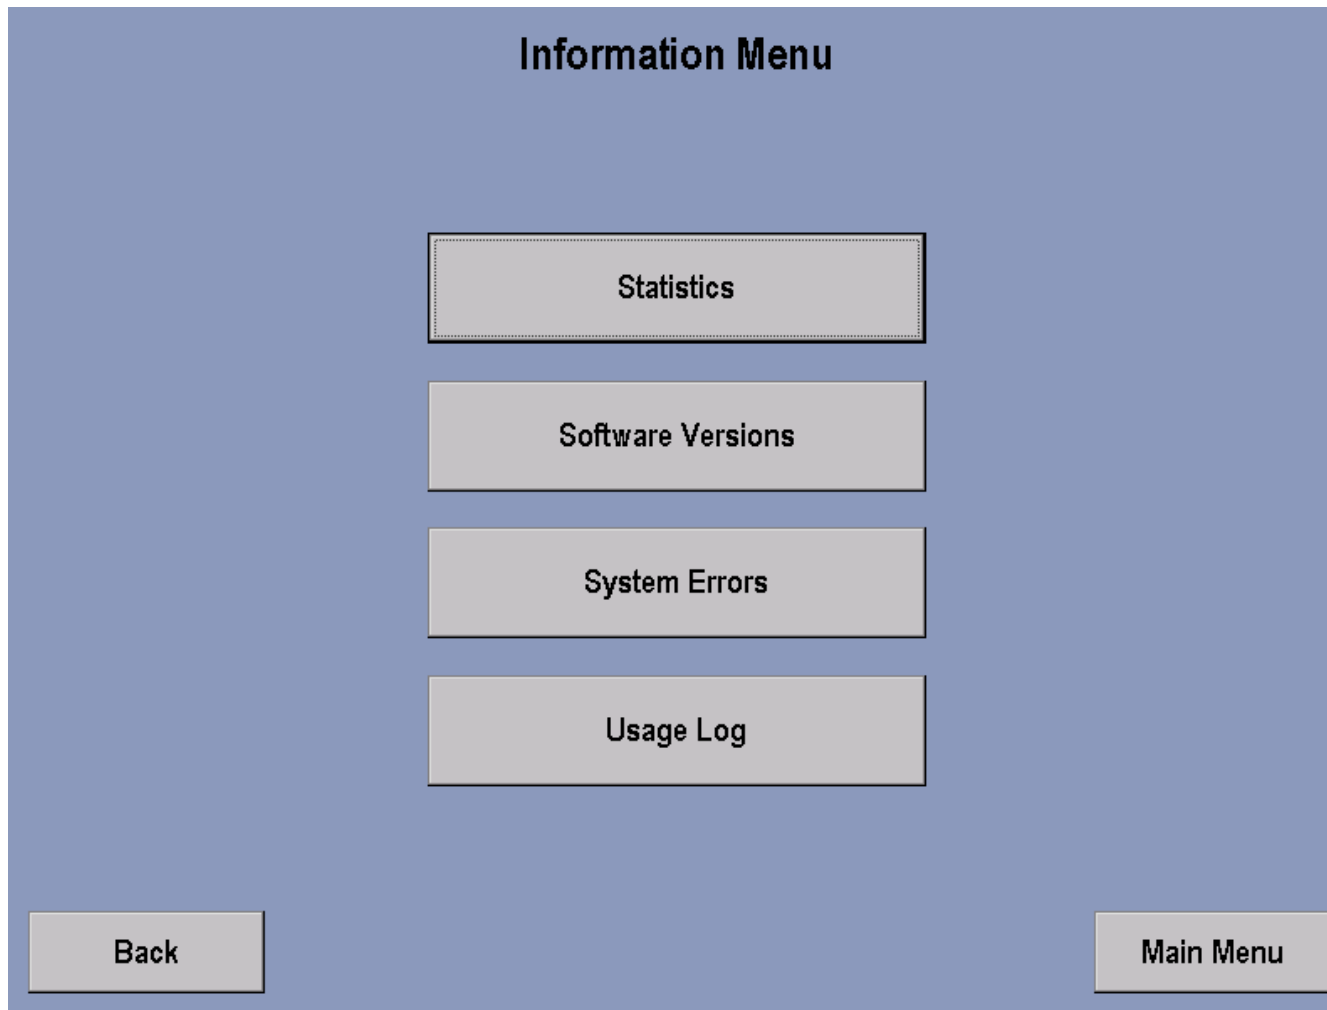 Information Menu
Statistics
Software Versions
System Errors
Usage Log
Back
Main Menu